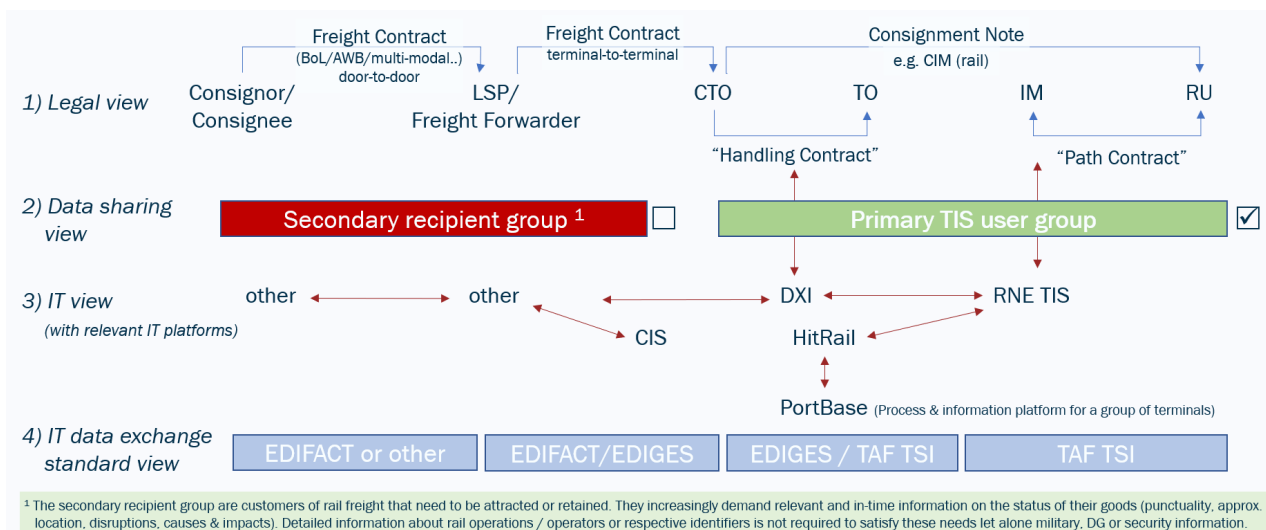 Freight Contract
(BoL/AWB/multi-modal..)
door-to-door
Freight Contract
terminal-to-terminal
Consignment Note
e.g. CIM (rail)
1) Legal view
Consignor/
Consignee
LSP/
Freight Forwarder
CTO
TO
IM
RU
"Handling Contract"
"Path Contract"
2) Data sharing
view
Secondary recipient group 1
Primary TIS user group
3) IT view
(with relevant IT platforms)
other
other
DXI
RNE TIS
CIS
HitRail
PortBase (Process & information platform for a group of terminals)
4) IT data exchange
standard view
EDIFACT or other
EDIFACT/EDIGES
EDIGES / TAF TSI
TAF TSI
1 The secondary recipient group are customers of rail freight that need to be attracted or retained. They increasingly demand relevant and in-time information on the status of their goods (punctuality, approx.
location, disruptions, causes & impacts). Detailed information about rail operations / operators or respective identifiers is not required to satisfy these needs let alone military, DG or security information.